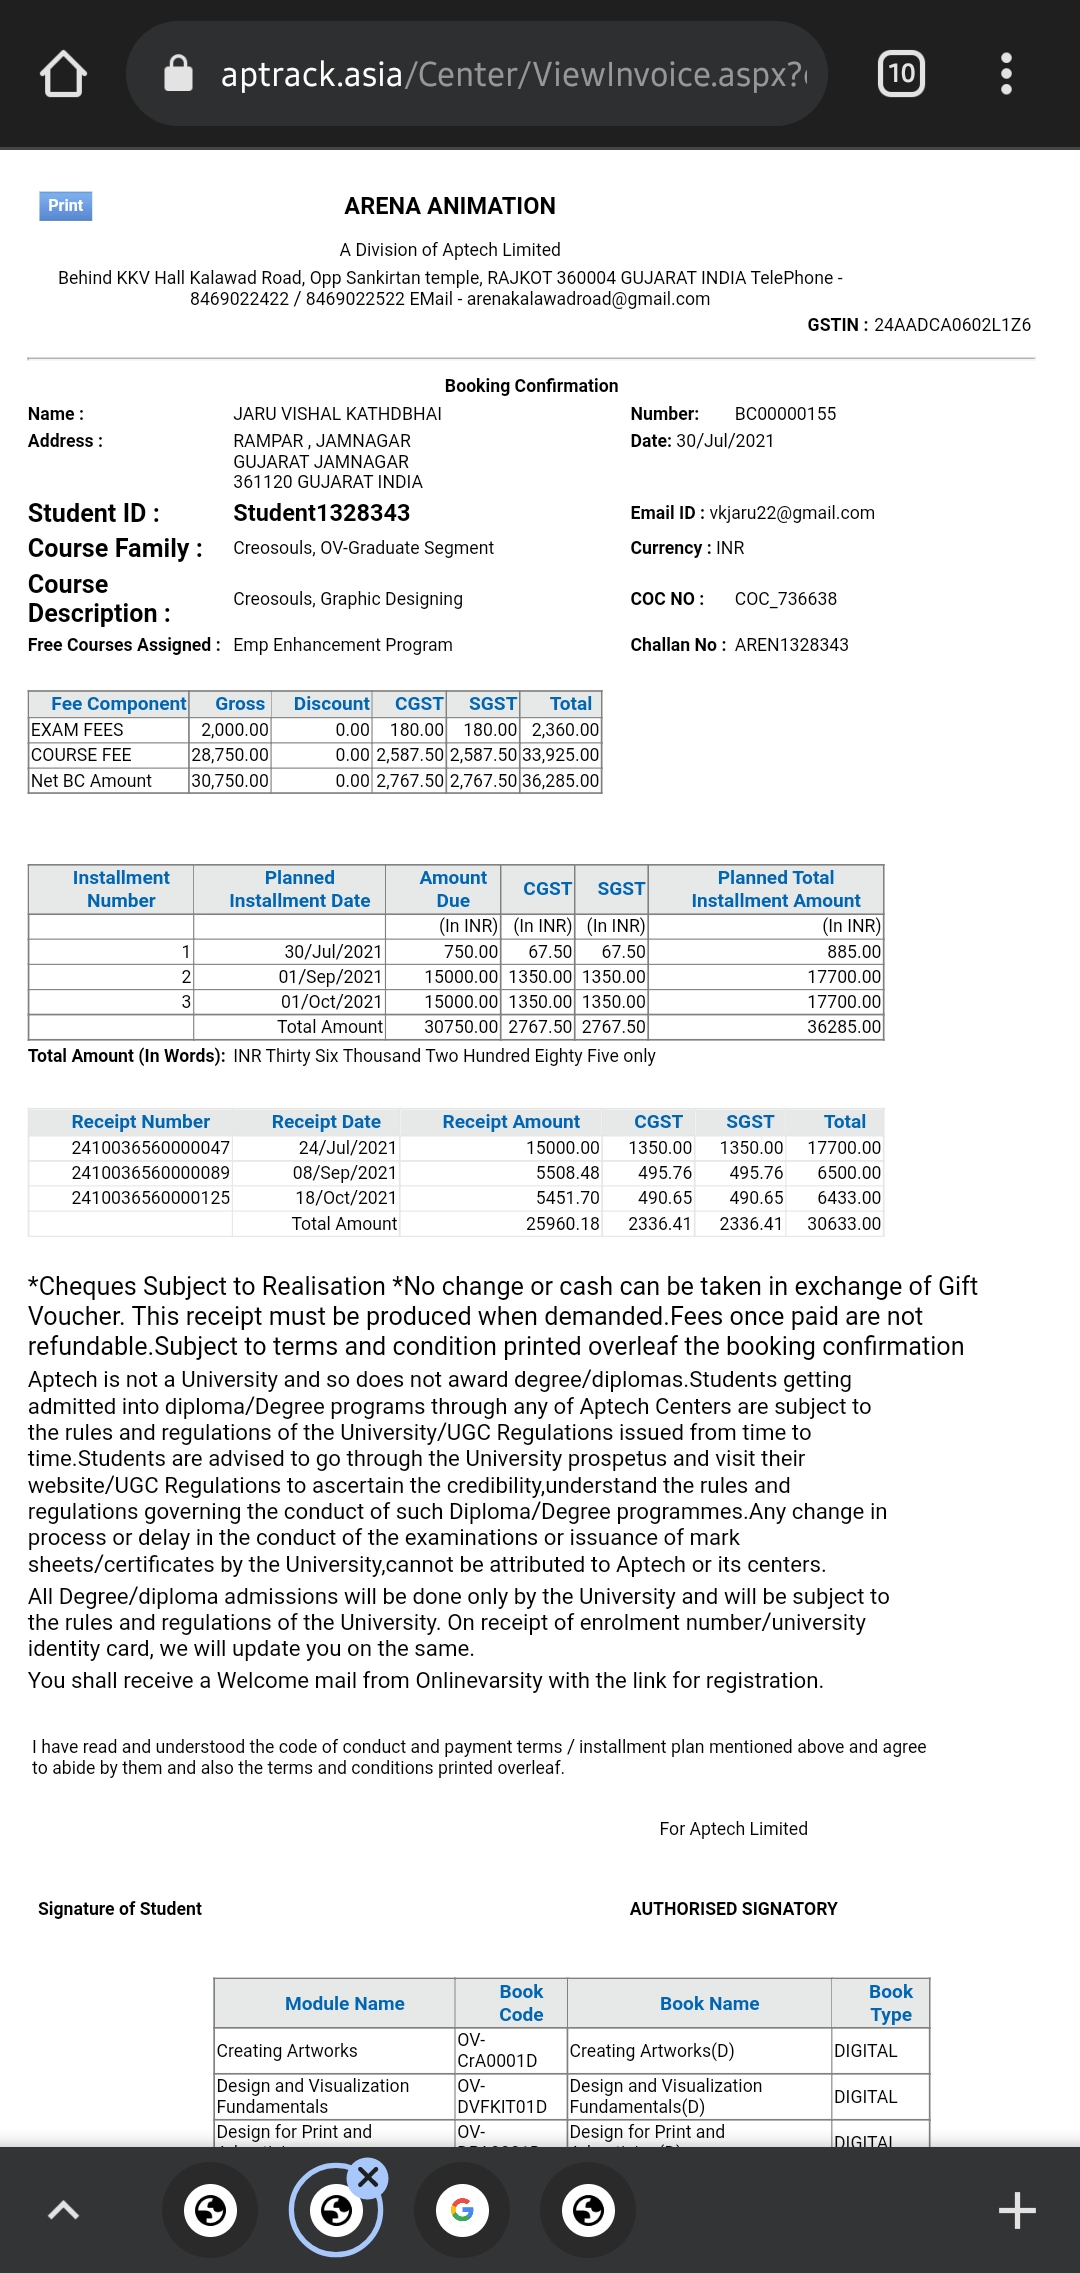 aptrack.asia/Center/ViewInvoice.aspx?
10
Print
ARENA ANIMATION
A Division of Aptech Limited
Behind KKV Hall Kalawad Road, Opp Sankirtan temple, RAJKOT 360004 GUJARAT INDIA TelePhone -
8469022422 / 8469022522 EMail - arenakalawadroad@gmail.com
GSTIN : 24AADCA0602L1Z6
Booking Confirmation
Name : JARU VISHAL KATHDBHAI Number: BC00000155
Address : RAMPAR , JAMNAGAR Date: 30/Jul/2021
GUJARAT JAMNAGAR
361120 GUJARAT INDIA
Student ID : Student1328343 Email ID : vkjaru22@gmail.com
Course Family : Creosouls, OV-Graduate Segment Currency : INR
Course
Description : Creosouls, Graphic Designing COC NO : COC_736638
Free Courses Assigned : Emp Enhancement Program Challan No : AREN1328343
Fee Component Gross Discount CGST SGST Total
EXAM FEES 2,000.00 0.00 180.00 180.00 2,360.00
COURSE FEE 28,750.00 0.00 2,587.50 2,587.50 33,925.00
Net BC Amount 30,750.00 0.00 2,767.50 2,767.50 36,285.00
Installment Number Planned Installment Date Amount Due CGST SGST Planned Total Installment Amount
(In INR) (In INR) (In INR) (In INR)
1 30/Jul/2021 750.00 67.50 67.50 885.00
2 01/Sep/2021 15000.00 1350.00 1350.00 17700.00
3 01/Oct/2021 15000.00 1350.00 1350.00 17700.00
Total Amount 30750.00 2767.50 2767.50 36285.00
Total Amount (In Words): INR Thirty Six Thousand Two Hundred Eighty Five only
Receipt Number Receipt Date Receipt Amount CGST SGST Total
2410036560000047 24/Jul/2021 15000.00 1350.00 1350.00 17700.00
2410036560000089 08/Sep/2021 5508.48 495.76 495.76 6500.00
2410036560000125 18/Oct/2021 5451.70 490.65 490.65 6433.00
Total Amount 25960.18 2336.41 2336.41 30633.00
*Cheques Subject to Realisation *No change or cash can be taken in exchange of Gift
Voucher. This receipt must be produced when demanded.Fees once paid are not
refundable.Subject to terms and condition printed overleaf the booking confirmation
Aptech is not a University and so does not award degree/diplomas.Students getting
admitted into diploma/Degree programs through any of Aptech Centers are subject to
the rules and regulations of the University/UGC Regulations issued from time to
time.Students are advised to go through the University prospetus and visit their
website/UGC Regulations to ascertain the credibility,understand the rules and
regulations governing the conduct of such Diploma/Degree programmes.Any change in
process or delay in the conduct of the examinations or issuance of mark
sheets/certificates by the University,cannot be attributed to Aptech or its centers.
All Degree/diploma admissions will be done only by the University and will be subject to
the rules and regulations of the University. On receipt of enrolment number/university
identity card, we will update you on the same.
You shall receive a Welcome mail from Onlinevarsity with the link for registration.
I have read and understood the code of conduct and payment terms / installment plan mentioned above and agree
to abide by them and also the terms and conditions printed overleaf.
For Aptech Limited
Signature of Student AUTHORISED SIGNATORY
Module Name Book Code Book Name Book Type
Creating Artworks OV-CrA0001D Creating Artworks(D) DIGITAL
Design and Visualization Fundamentals OV-DVFKIT01D Design and Visualization Fundamentals(D) DIGITAL
Design for Print and OV- Design for Print and DIGITAL